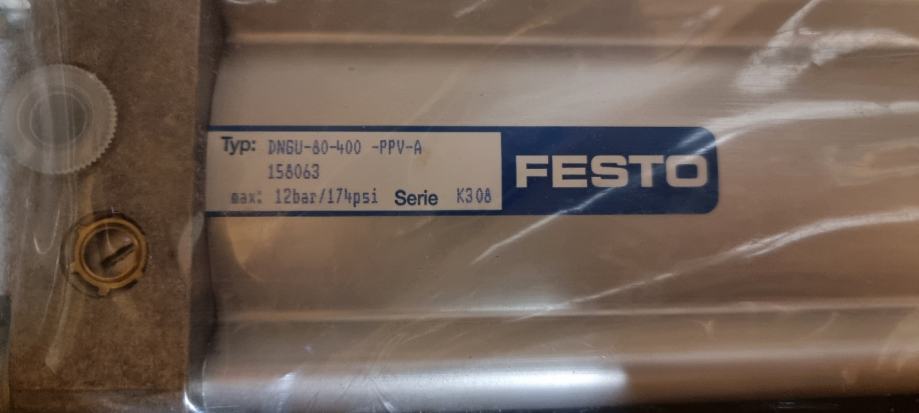 Typ: DNGU-80-400 -PPV-A
158063
max: 12bar/174psi Serie K308
FESTO